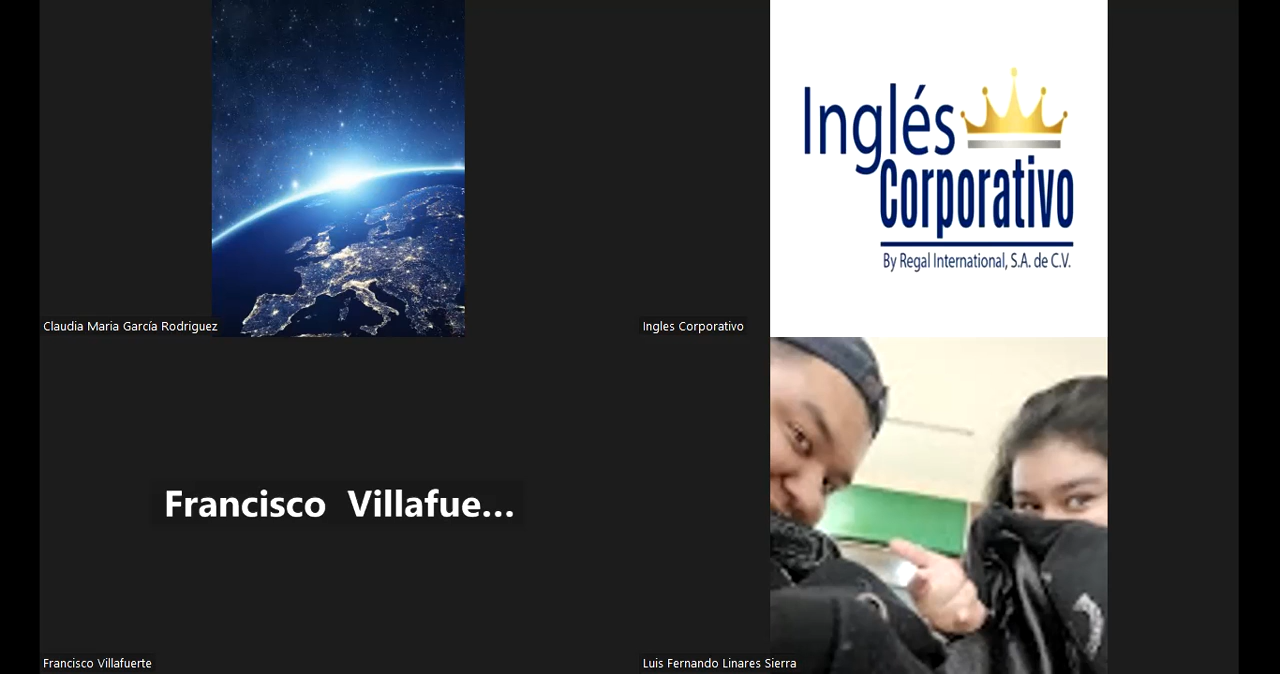 Inglés
Corporativo
By Regal International, S.A. de C.V.
Claudia Maria García Rodriguez
Ingles Corporativo
Francisco Villafue...
Francisco Villafuerte
Luis Fernando Linares Sierra